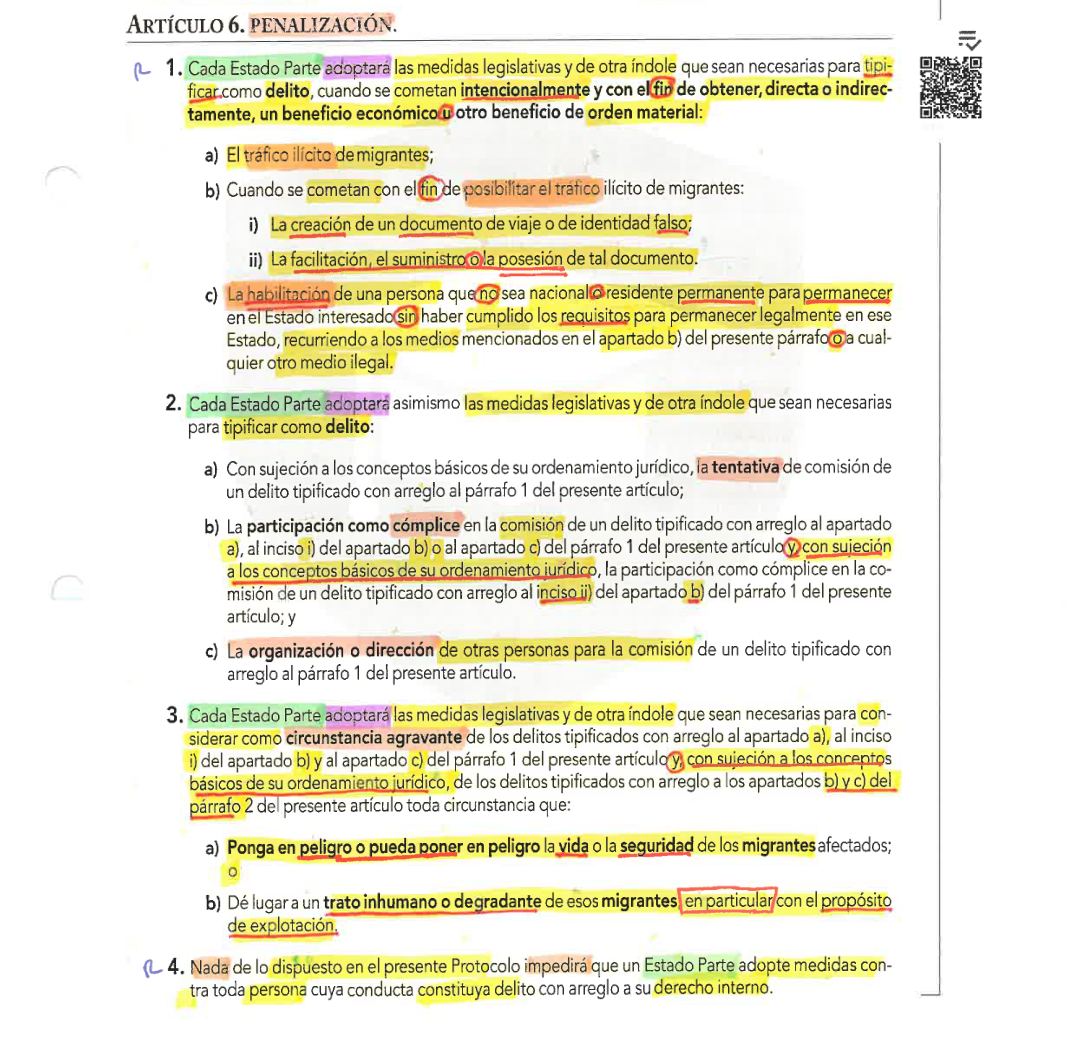 ARTÍCULO 6. PENALIZACIÓN.
1. Cada Estado Parte adoptará las medidas legislativas y de otra índole que sean necesarias para tipi-
ficar como delito, cuando se cometan intencionalmente y con el fin de obtener, directa o indirec-
tamente, un beneficio económico u otro beneficio de orden material:
a) El tráfico ilícito de migrantes;
b) Cuando se cometan con el fin de posibilitar el tráfico ilícito de migrantes:
i) La creación de un documento de viaje o de identidad falso;
ii) La facilitación, el suministro o la posesión de tal documento.
c) La habilitación de una persona que no sea nacional o residente permanente para permanecer
en el Estado interesado sin haber cumplido los requisitos para permanecer legalmente en ese
Estado, recurriendo a los medios mencionados en el apartado b) del presente párrafo o a cual-
quier otro medio ilegal.
2. Cada Estado Parte adoptará asimismo las medidas legislativas y de otra índole que sean necesarias
para tipificar como delito:
a) Con sujeción a los conceptos básicos de su ordenamiento jurídico, la tentativa de comisión de
un delito tipificado con arreglo al párrafo 1 del presente artículo;
b) La participación como cómplice en la comisión de un delito tipificado con arreglo al apartado
a), al inciso i) del apartado b) o al apartado c) del párrafo 1 del presente artículo y, con sujeción
a los conceptos básicos de su ordenamiento jurídico, la participación como cómplice en la co-
misión de un delito tipificado con arreglo al inciso ii) del apartado b) del párrafo 1 del presente
artículo; y
c) La organización o dirección de otras personas para la comisión de un delito tipificado con
arreglo al párrafo 1 del presente artículo.
3. Cada Estado Parte adoptará las medidas legislativas y de otra índole que sean necesarias para con-
siderar como circunstancia agravante de los delitos tipificados con arreglo al apartado a), al inciso
i) del apartado b) y al apartado c) del párrafo 1 del presente artículo y, con sujeción a los conceptos
básicos de su ordenamiento jurídico, de los delitos tipificados con arreglo a los apartados b) y c) del
párrafo 2 del presente artículo toda circunstancia que:
a) Ponga en peligro o pueda poner en peligro la vida o la seguridad de los migrantes afectados;
o
b) Dé lugar a un trato inhumano o degradante de esos migrantes en particular con el propósito
de explotación.
4. Nada de lo dispuesto en el presente Protocolo impedirá que un Estado Parte adopte medidas con-
tra toda persona cuya conducta constituya delito con arreglo a su derecho interno.